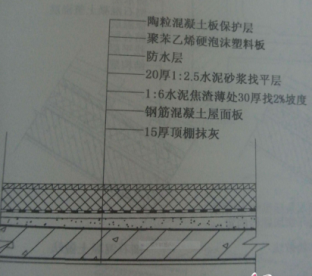 陶粒混凝土板保护层
聚苯乙烯硬泡沫塑料板
防水层
20厚1:2.5水泥砂浆找平层
1:6水泥焦渣薄处30厚找2%坡度
钢筋混凝土屋面板
15厚顶棚抹灰